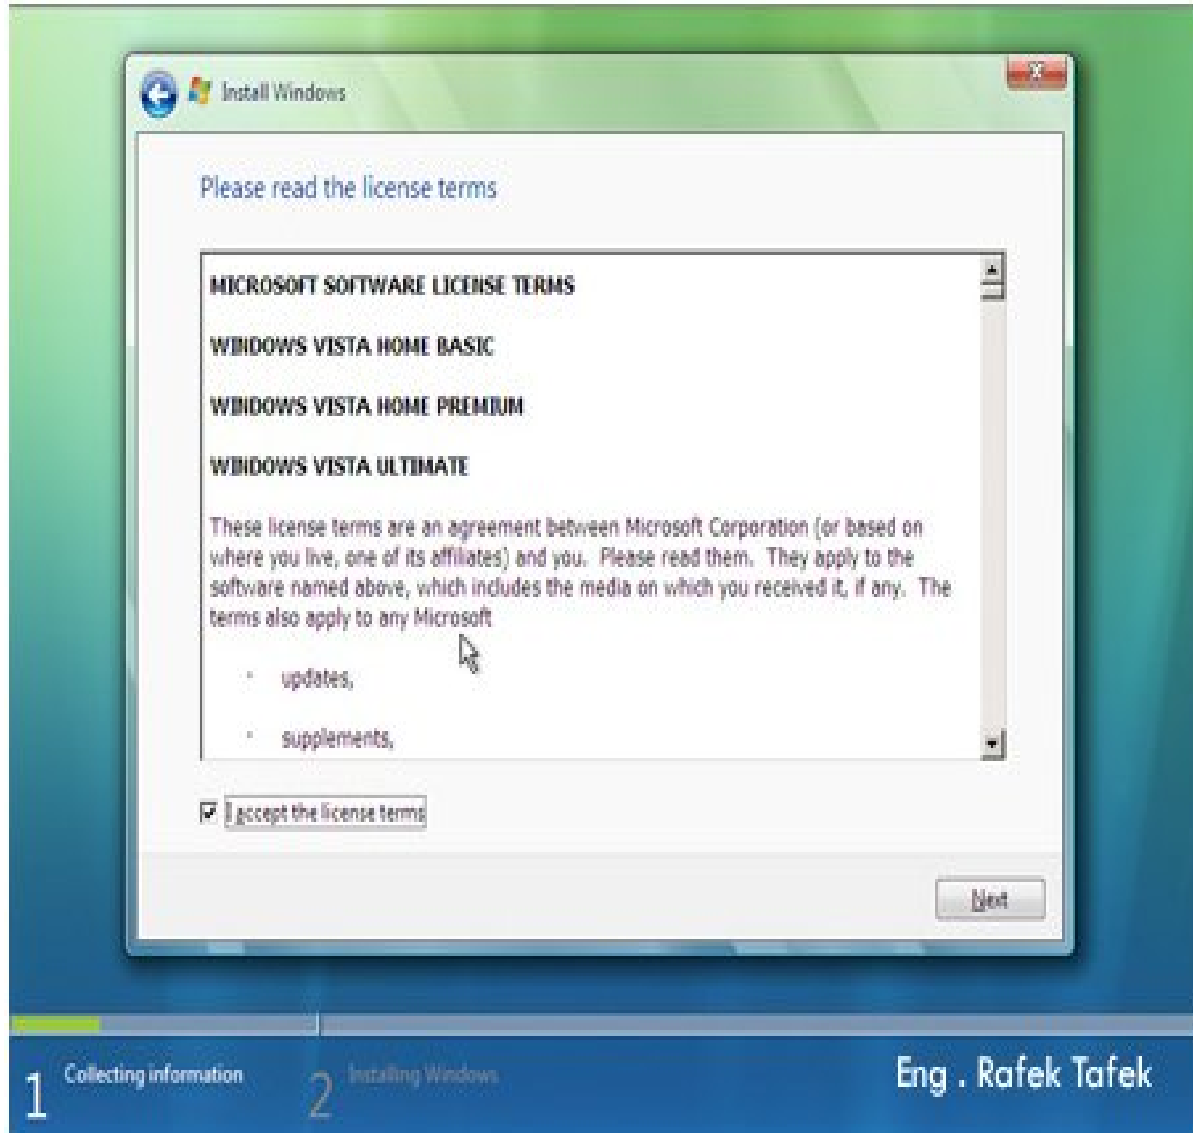 Install Windows
Please read the license terms
MICROSOFT SOFTWARE LICENSE TERMS
WINDOWS VISTA HOME BASIC
WINDOWS VISTA HOME PREMIUM
WINDOWS VISTA ULTIMATE
These license terms are an agreement between Microsoft Corporation (or based on
where you live, one of its affiliates) and you.  Please read them.  They apply to the
software named above, which includes the media on which you received it, if any.  The
terms also apply to any Microsoft
· updates,
· supplements,
I accept the license terms
Next
1 Collecting information
2 Installing Windows
Eng . Rafek Tafek